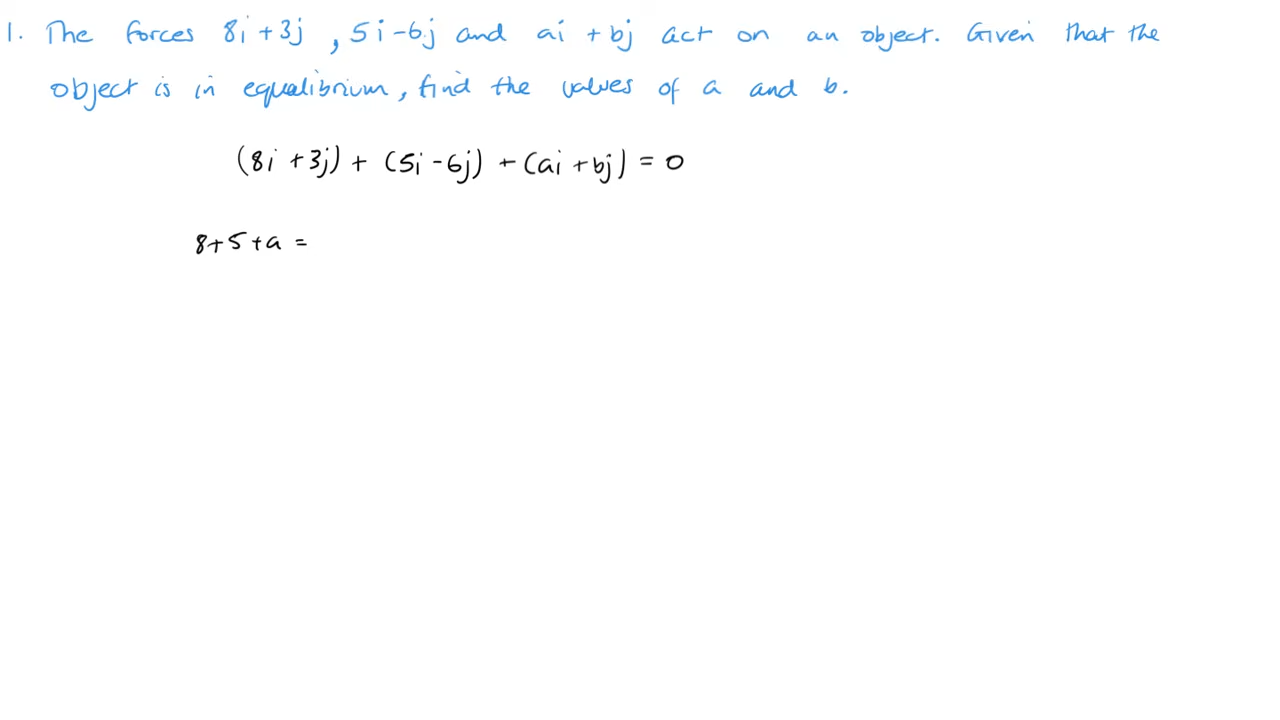 1. The forces 8i + 3j , 5i - 6j and ai + bj act on an object. Given that the
object is in equalibrium, find the values of a and b.
(8i + 3j) + (5i - 6j) + (ai + bj) = 0
8 + 5 + a =